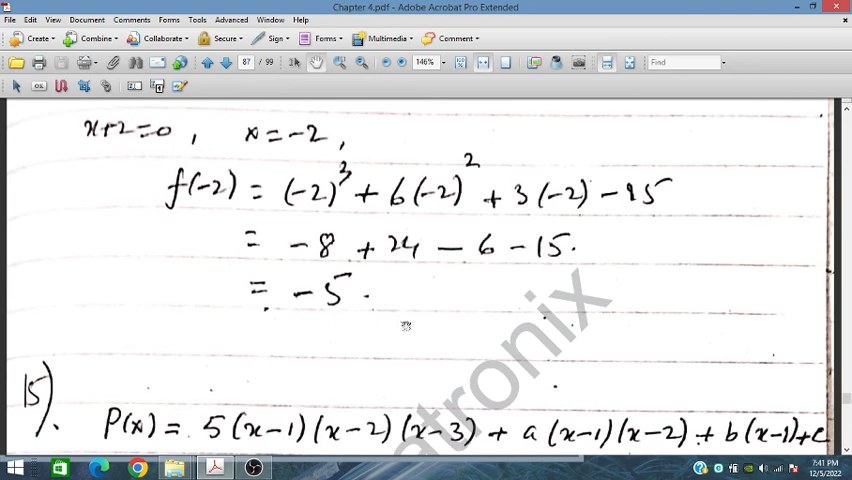 Chapter 4.pdf - Adobe Acrobat Pro Extended
File Edit View Document Comments Forms Tools Advanced Window Help
Create Combine Collaborate Secure Sign Forms Multimedia Comment
87 / 99 146% Find
x+2=0 , x=-2,
f(-2) = (-2)³ + 6(-2)² + 3(-2) - 15
= -8 + 24 - 6 - 15.
= -5.
atronix
15).
P(x) = 5(x-1)(x-2)(x-3) + a(x-1)(x-2) + b(x-1)+c
7:41 PM
12/5/2022